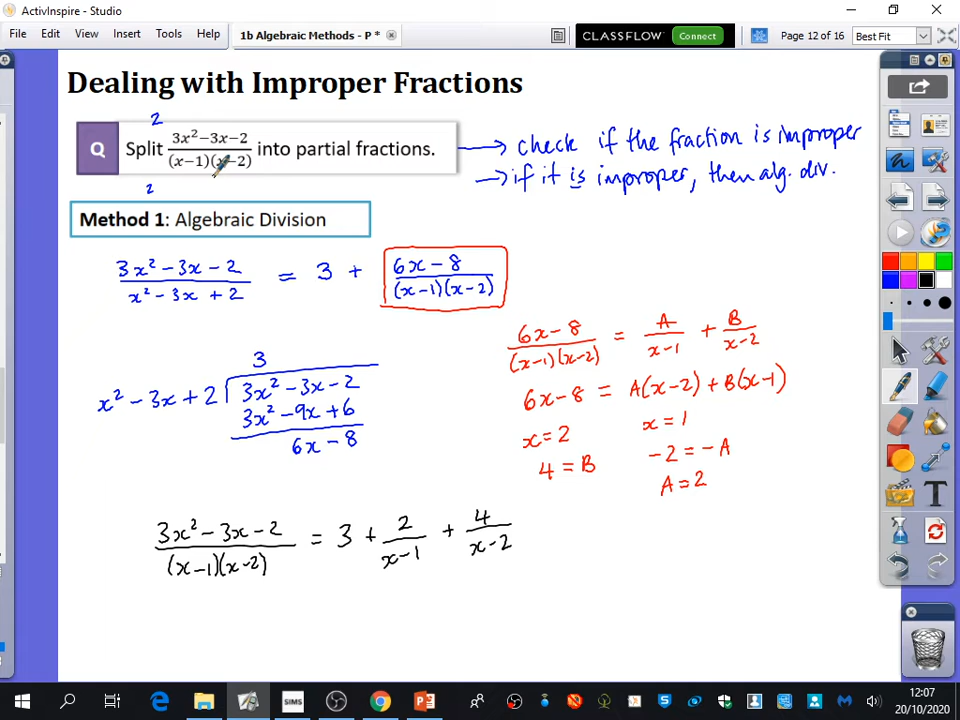 ActivInspire - Studio
File Edit View Insert Tools Help 1b Algebraic Methods - P * CLASSFLOW Connect Page 12 of 16 Best Fit
Dealing with Improper Fractions
2
Q Split (3x²−3x−2)/((x−1)(x−2)) into partial fractions.
2
→ check if the fraction is improper
→ if it is improper, then alg. div.
Method 1: Algebraic Division
(3x² − 3x − 2)/(x² − 3x + 2) = 3 + (6x − 8)/((x−1)(x−2))
3
x² − 3x + 2 ) 3x² − 3x − 2
3x² − 9x + 6
6x − 8
(6x − 8)/((x−1)(x−2)) = A/(x−1) + B/(x−2)
6x − 8 = A(x−2) + B(x−1)
x = 2
4 = B
x = 1
−2 = −A
A = 2
(3x² − 3x − 2)/((x−1)(x−2)) = 3 + 2/(x−1) + 4/(x−2)
SIMS
12:07
20/10/2020